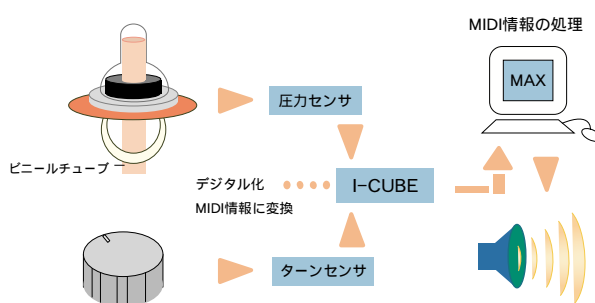 MIDI情報の処理
MAX
圧力センサ
ビニールチューブ
デジタル化
I-CUBE
MIDI情報に変換
ターンセンサ